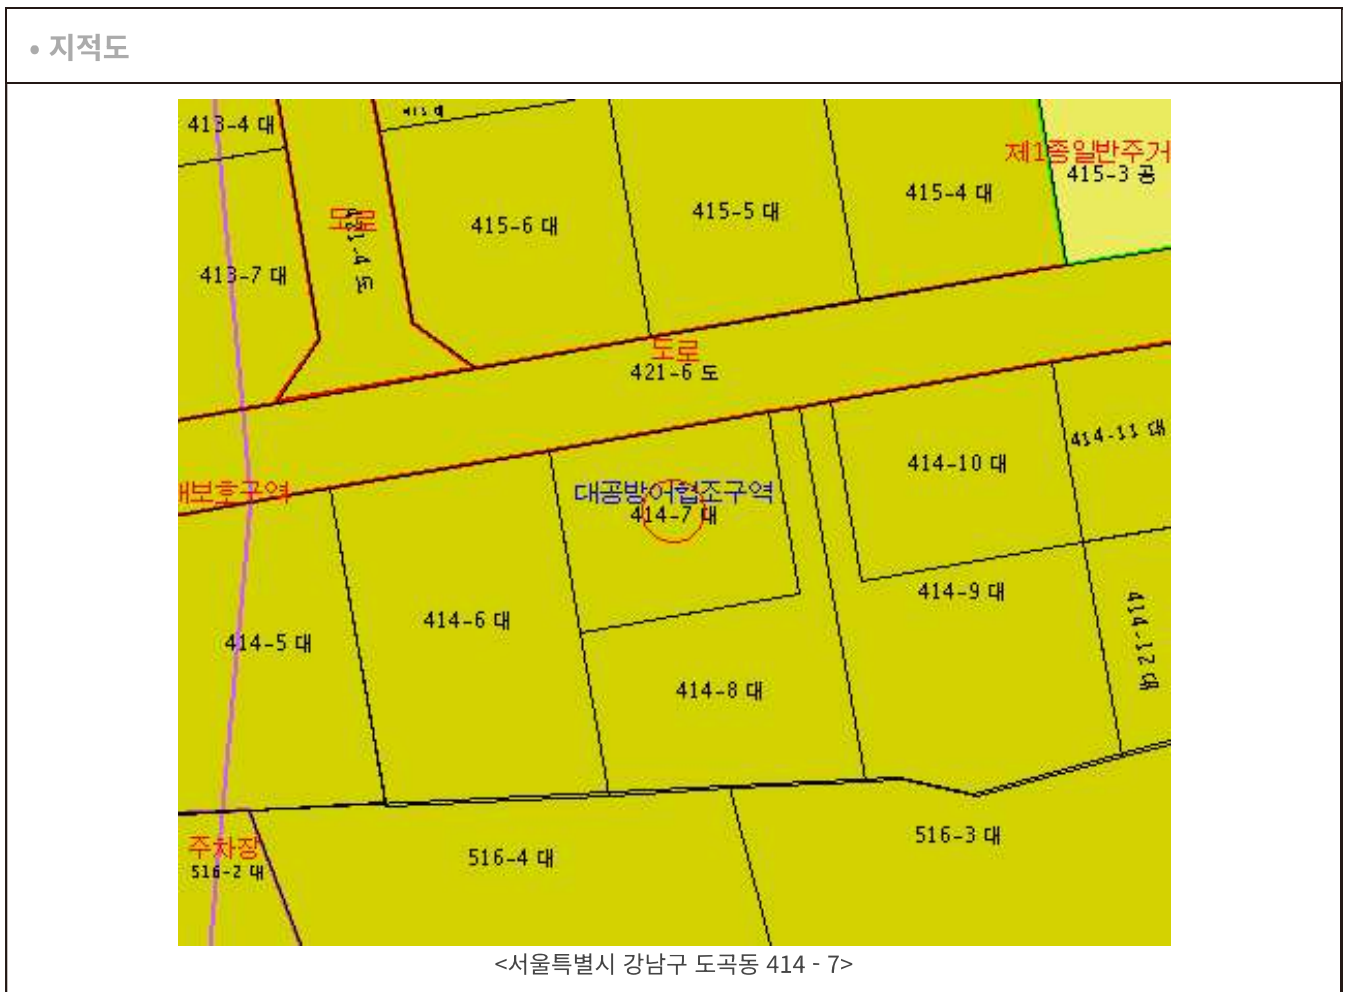 • 지적도
413-4 대
제1종일반주거
415-3 공
415-4 대
415-5 대
415-6 대
도로
413-7 대
도로
421-6 도
414-11 대
414-10 대
보호구역
대공방어협조구역
414-7 대
414-9 대
414-6 대
414-5 대
414-12 대
414-8 대
주차장
516-2 대
516-4 대
516-3 대
<서울특별시 강남구 도곡동 414 - 7>